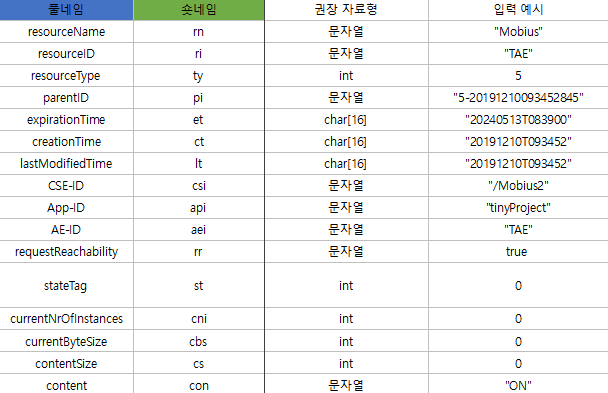 풀네임 숏네임 권장 자료형 입력 예시
resourceName rn 문자열 "Mobius"
resourceID ri 문자열 "TAE"
resourceType ty int 5
parentID pi 문자열 "5-20191210093452845"
expirationTime et char[16] "20240513T083900"
creationTime ct char[16] "20191210T093452"
lastModifiedTime lt char[16] "20191210T093452"
CSE-ID csi 문자열 "/Mobius2"
App-ID api 문자열 "tinyProject"
AE-ID aei 문자열 "TAE"
requestReachability rr 문자열 true
stateTag st int 0
currentNrOfInstances cni int 0
currentByteSize cbs int 0
contentSize cs int 0
content con 문자열 "ON"